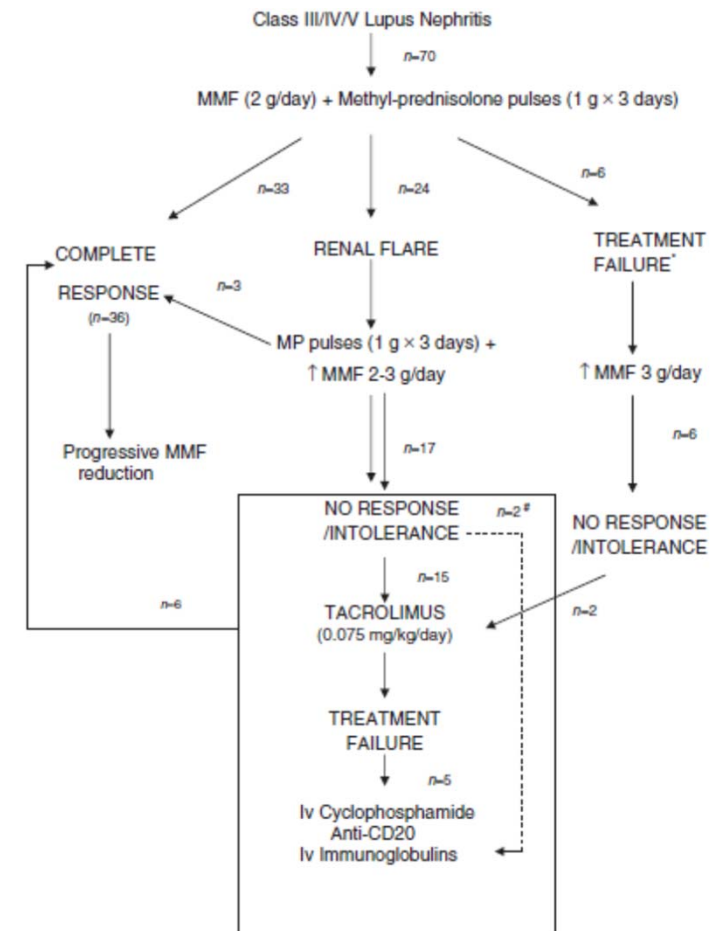 Class III/IV/V Lupus Nephritis
n=70
MMF (2 g/day) + Methyl-prednisolone pulses (1 g × 3 days)
n=33
n=24
n=6
COMPLETE
RESPONSE
(n=36)
RENAL FLARE
TREATMENT
FAILURE*
n=3
MP pulses (1 g × 3 days) +
↑ MMF 2-3 g/day
↑ MMF 3 g/day
Progressive MMF
reduction
n=17
n=6
NO RESPONSE
/INTOLERANCE
n=2#
NO RESPONSE
/INTOLERANCE
n=15
n=6
TACROLIMUS
(0.075 mg/kg/day)
n=2
TREATMENT
FAILURE
n=5
Iv Cyclophosphamide
Anti-CD20
Iv Immunoglobulins